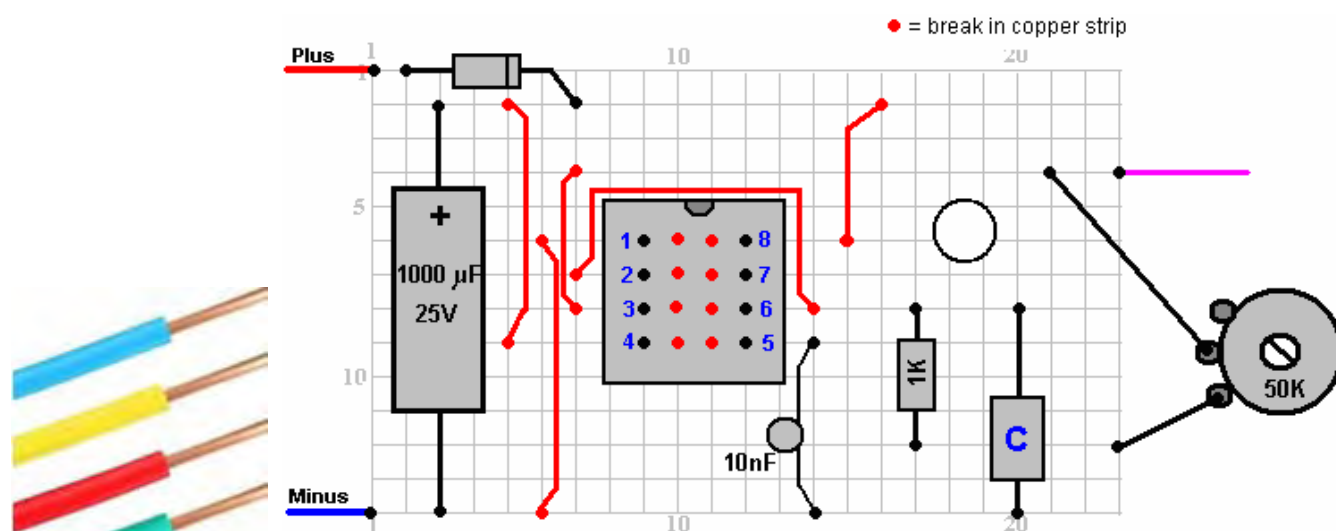 ● = break in copper strip
Plus
1 10 20
1
5
+
1000 µF
25V
1 8
2 7
3 6
4 5
10
1K
C
50K
10nF
Minus
1 10 20